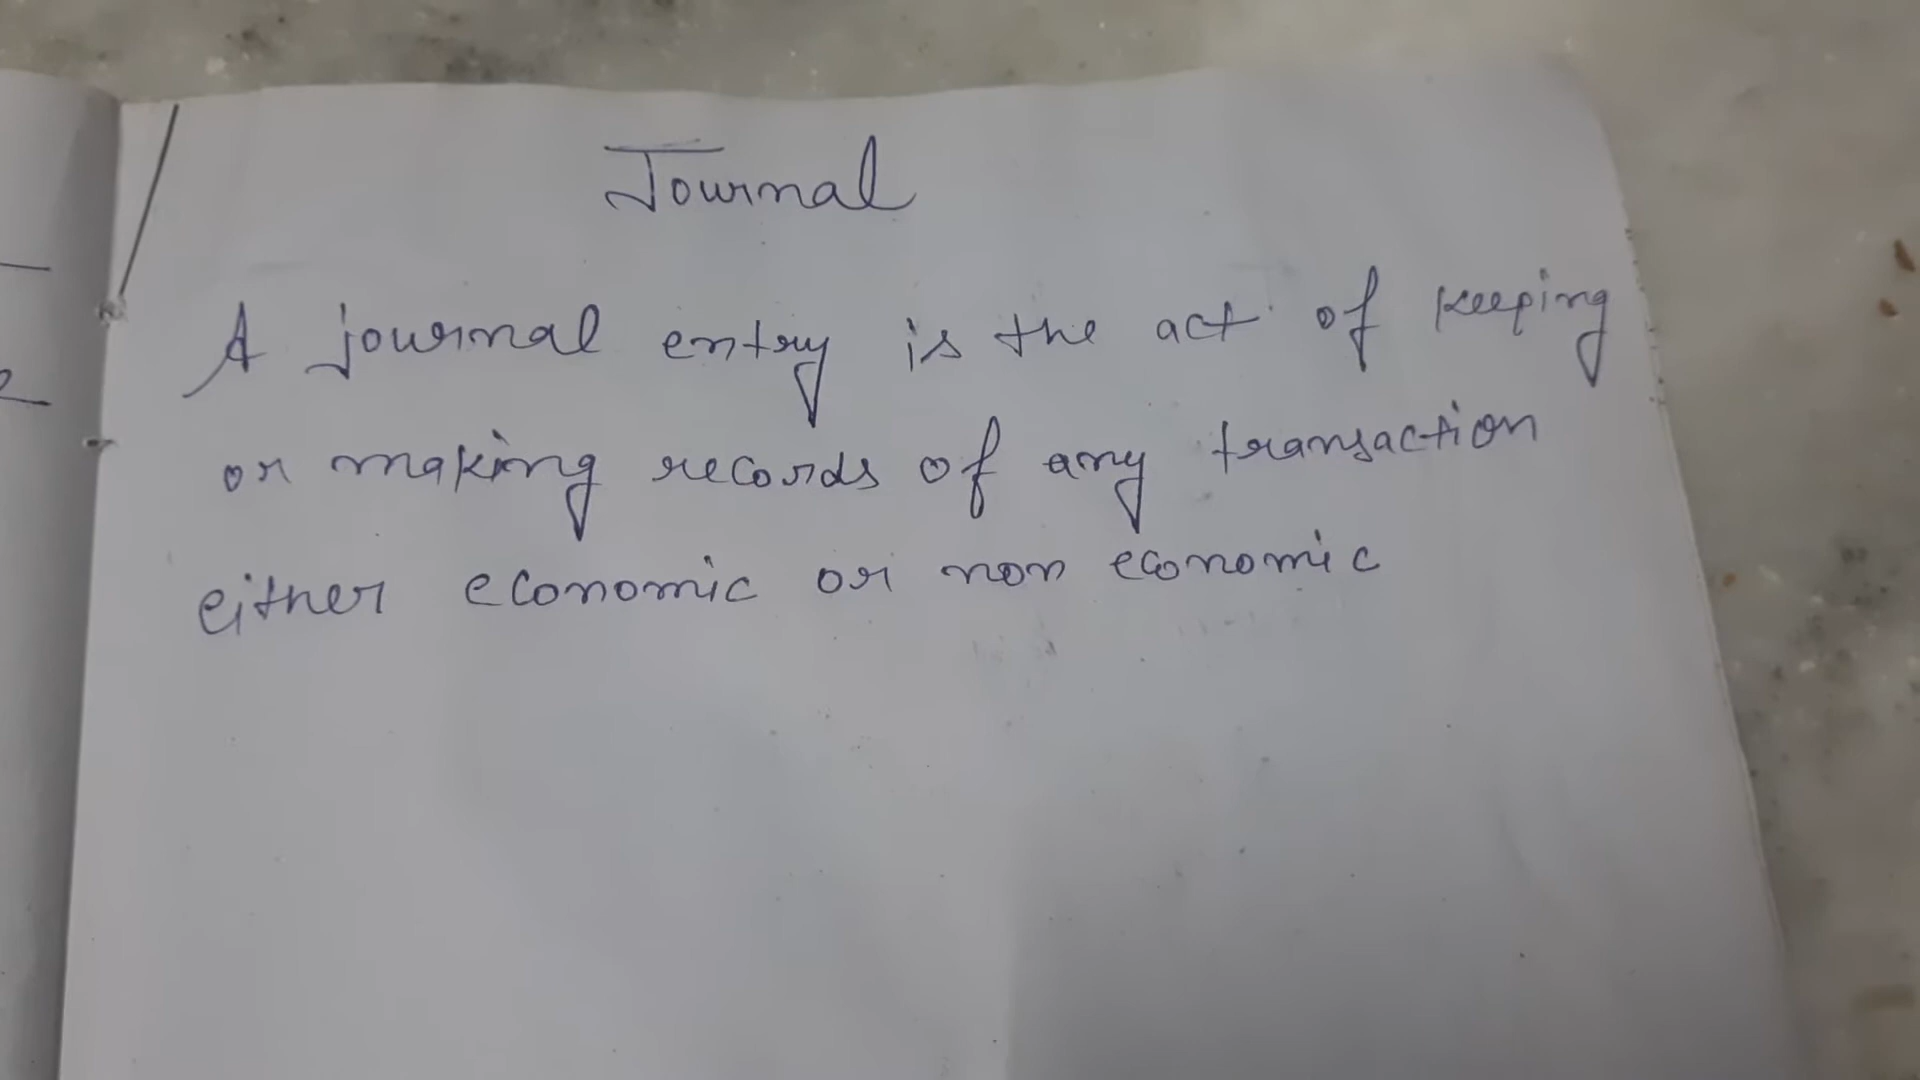 Journal
A journal entry is the act of keeping
or making records of any transaction
either economic or non economic